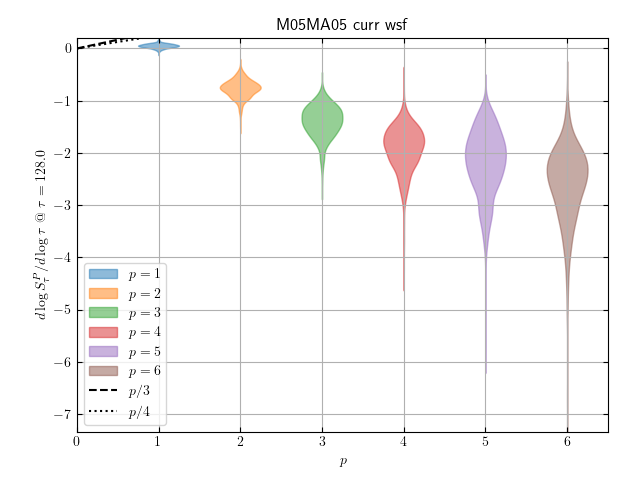 M05MA05 curr wsf
d log S_τ^P / d log τ @ τ = 128.0
0
−1
−2
−3
−4
−5
−6
−7
p = 1
p = 2
p = 3
p = 4
p = 5
p = 6
p/3
p/4
0
1
2
3
4
5
6
p